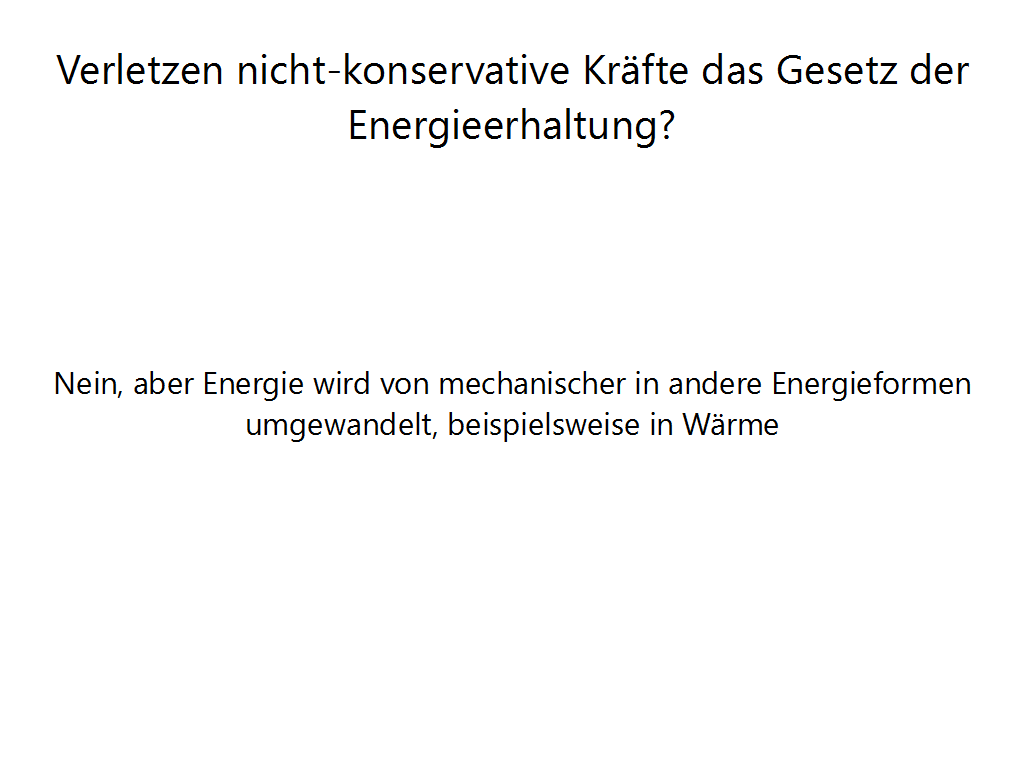 Verletzen nicht-konservative Kräfte das Gesetz der
Energieerhaltung?
Nein, aber Energie wird von mechanischer in andere Energieformen
umgewandelt, beispielsweise in Wärme